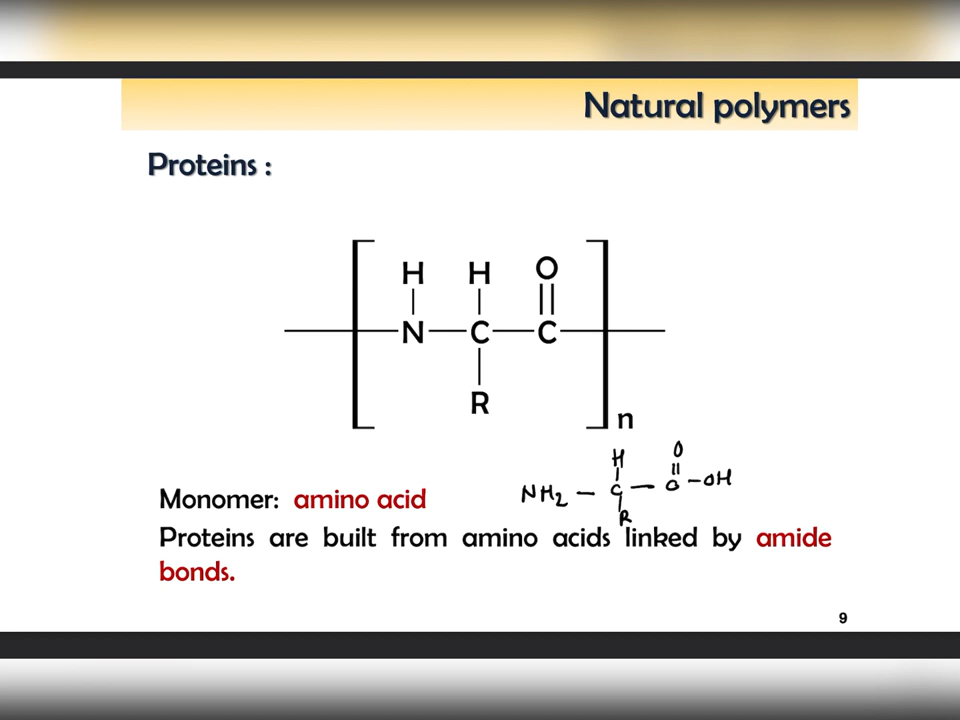 Natural polymers
Proteins :
H H O
N C C
R
n
H O
NH2 – C – C – OH
R
Monomer: amino acid
Proteins are built from amino acids linked by amide
bonds.
9